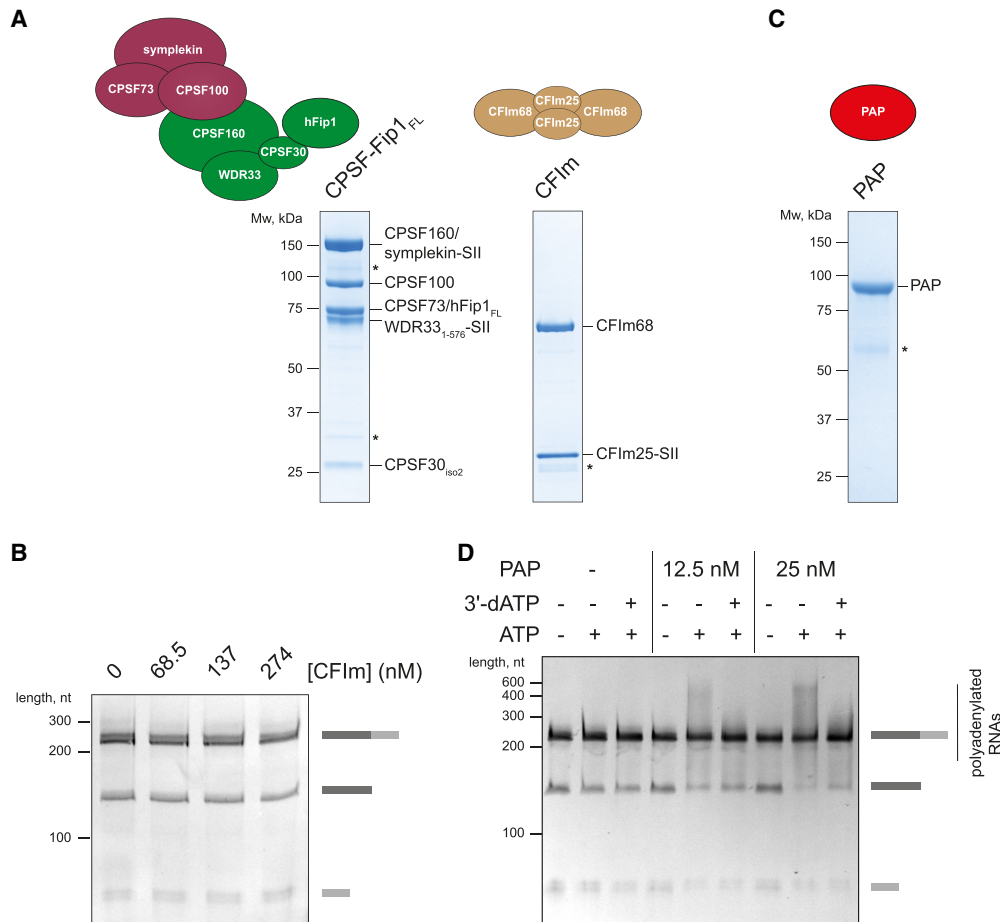 A
symplekin
CPSF73
CPSF100
CPSF160
hFip1
CPSF30
WDR33
CPSF-Fip1FL
Mw, kDa
150
100
75
50
37
25
CPSF160/
symplekin-SII
*
CPSF100
CPSF73/hFip1FL
WDR331-576-SII
*
CPSF30iso2
CFIm25
CFIm68
CFIm68
CFIm25
CFIm
CFIm68
CFIm25-SII
*
C
PAP
PAP
Mw, kDa
150
100
75
50
37
25
PAP
*
B
0 68.5 137 274 [CFIm] (nM)
length, nt
300
200
100
D
PAP - 12.5 nM 25 nM
3'-dATP - - + - - + - - +
ATP - + + - + + - + +
length, nt
600
400
300
200
100
polyadenylated
RNAs